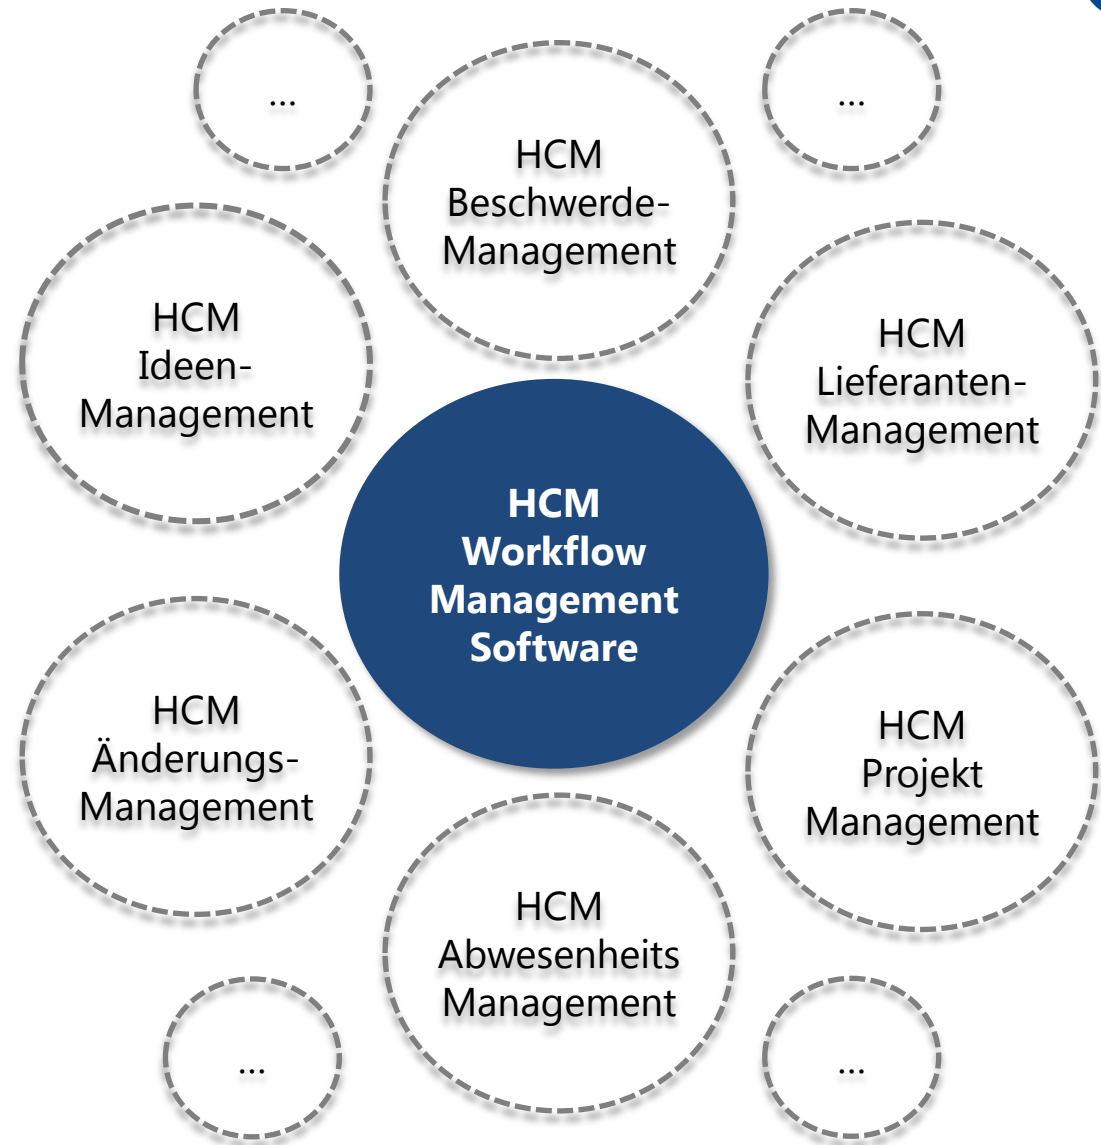 ...
...
HCM
Beschwerde-
Management
HCM
Ideen-
Management
HCM
Lieferanten-
Management
HCM
Workflow
Management
Software
HCM
Änderungs-
Management
HCM
Projekt
Management
HCM
Abwesenheits
Management
...
...